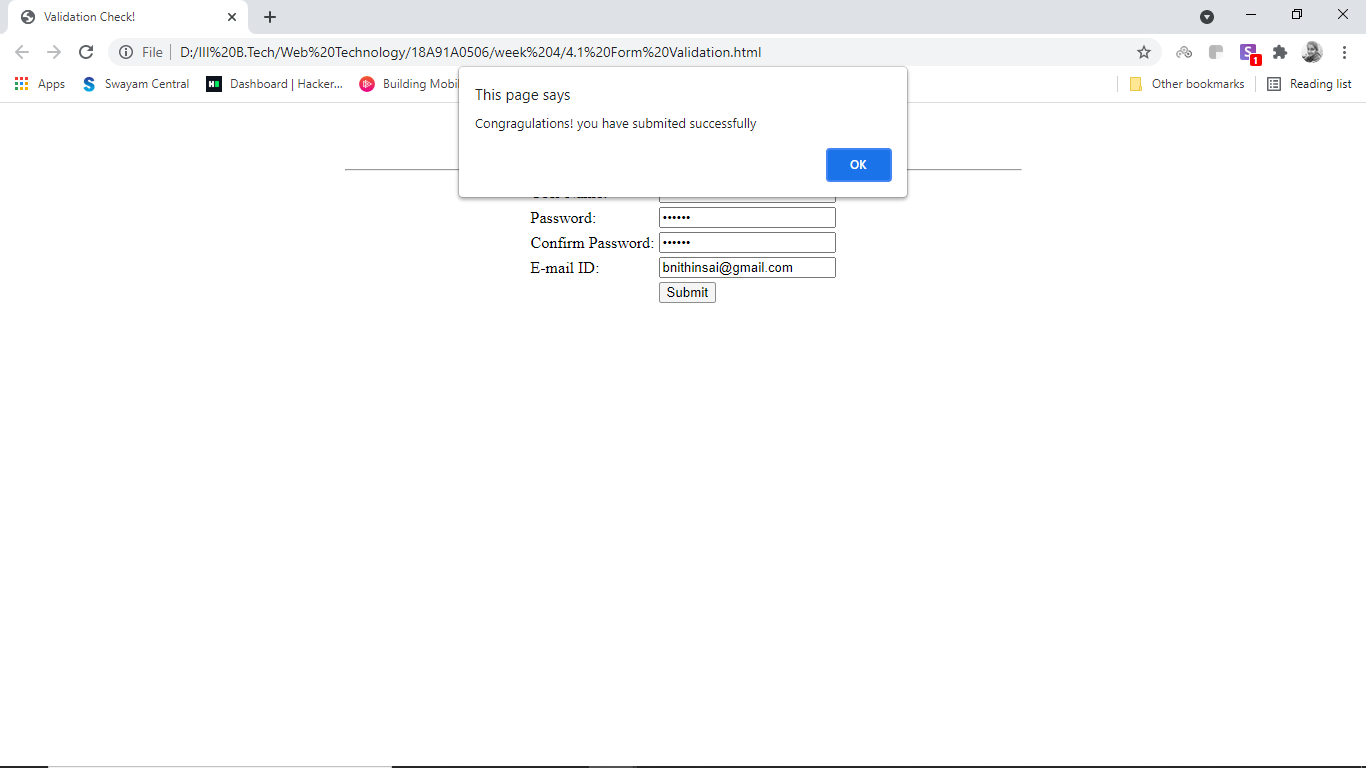 Validation Check!
File D:/III%20B.Tech/Web%20Technology/18A91A0506/week%204/4.1%20Form%20Validation.html
Apps Swayam Central Dashboard | Hacker... Building Mobil Other bookmarks Reading list
1
This page says
Congragulations! you have submited successfully
OK
Password: ••••••
Confirm Password: ••••••
E-mail ID: bnithinsai@gmail.com
Submit